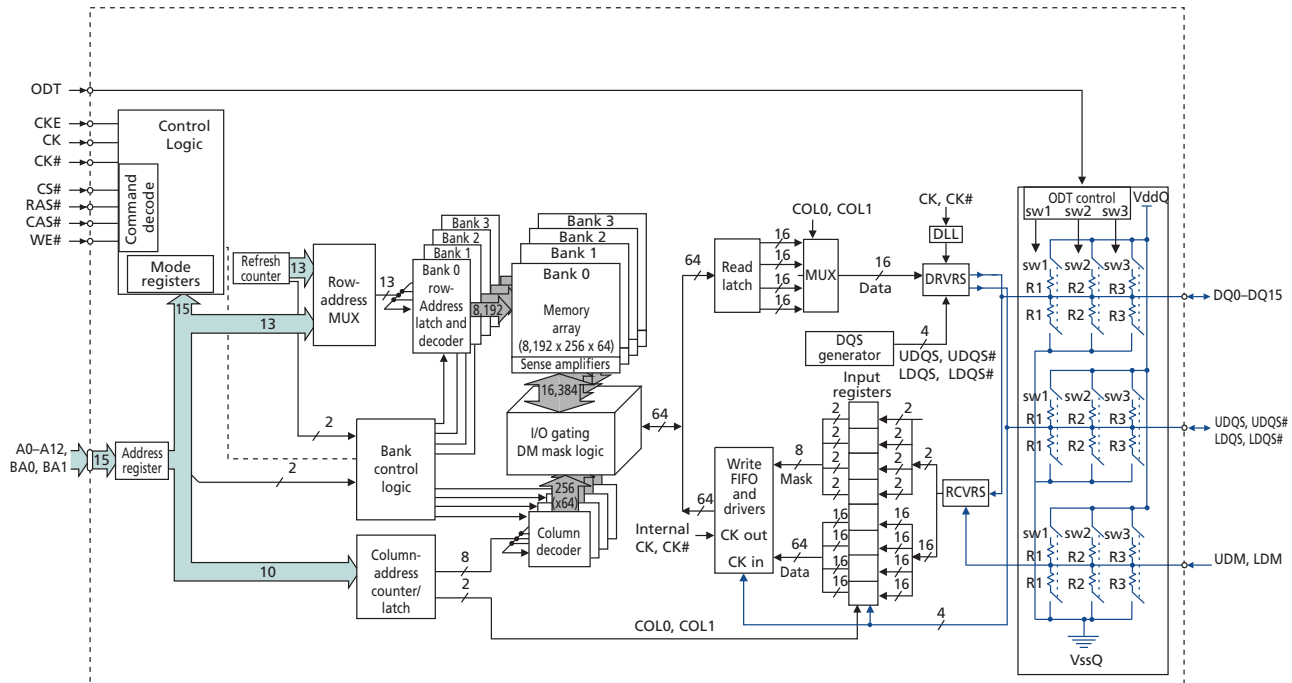 ODT
CKE
CK
CK#
CS#
RAS#
CAS#
WE#
Control
Logic
Command
decode
Mode
registers
15
Refresh
counter
13
13
Row-
address
MUX
13
Bank 3
Bank 2
Bank 1
Bank 0
row-
Address
latch and
decoder
8,192
Bank 3
Bank 2
Bank 1
Bank 0
Memory
array
(8,192 x 256 x 64)
Sense amplifiers
16,384
I/O gating
DM mask logic
64
256
(x64)
Column
decoder
A0–A12,
BA0, BA1
15
Address
register
2
2
Bank
control
logic
10
Column-
address
counter/
latch
8
2
COL0, COL1
64
Read
latch
16
16
16
16
COL0, COL1
MUX
16
Data
CK, CK#
DLL
DRVRS
DQS
generator
4
UDQS, UDQS#
LDQS, LDQS#
Input
registers
2
2
2
2
2
2
2
2
2
8
Mask
Write
FIFO
and
drivers
CK out
CK in
64
Internal
CK, CK#
64
Data
16
16
16
16
16
16
16
16
16
RCVRS
4
ODT control
sw1
sw2
sw3
VddQ
sw1
sw2
sw3
R1
R2
R3
R1
R2
R3
DQ0–DQ15
sw1
sw2
sw3
R1
R2
R3
R1
R2
R3
UDQS, UDQS#
LDQS, LDQS#
sw1
sw2
sw3
R1
R2
R3
R1
R2
R3
UDM, LDM
VssQ